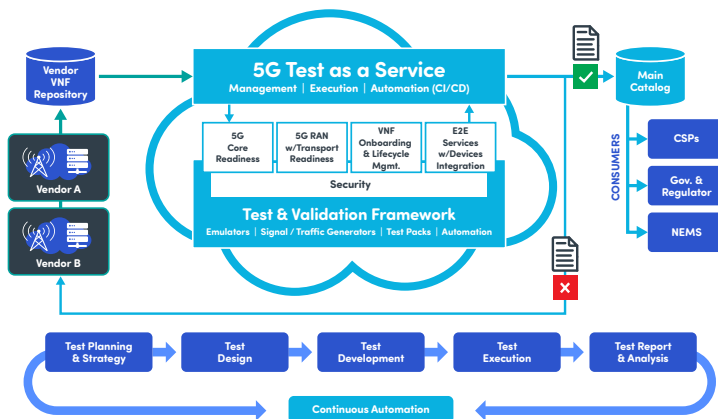 Vendor
VNF
Repository
Vendor A
Vendor B
5G Test as a Service
Management | Execution | Automation (CI/CD)
5G
Core
Readiness
5G RAN
w/Transport
Readiness
VNF
Onboarding
& Lifecycle
Mgmt.
E2E
Services
w/Devices
Integration
Security
Test & Validation Framework
Emulators | Signal / Traffic Generators | Test Packs | Automation
Main
Catalog
CONSUMERS
CSPs
Gov. &
Regulator
NEMS
Test Planning
& Strategy
Test
Design
Test
Development
Test
Execution
Test Report
& Analysis
Continuous Automation